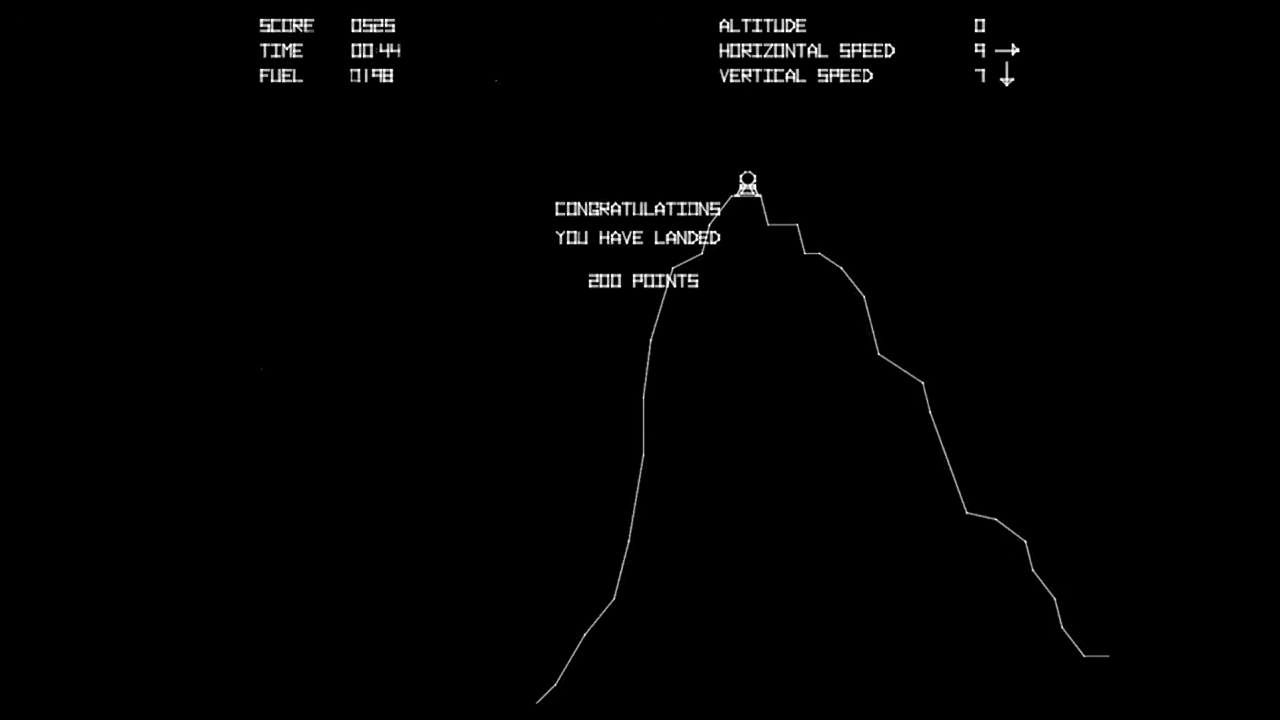 SCORE 0525
TIME 00:44
FUEL 0198
ALTITUDE 0
HORIZONTAL SPEED 9 →
VERTICAL SPEED 7 ↓
CONGRATULATIONS
YOU HAVE LANDED
200 POINTS